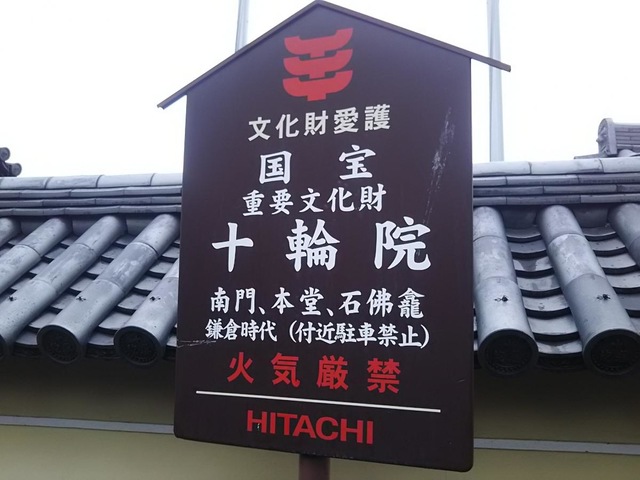 文化財愛護
国宝
重要文化財
十輪院
南門、本堂、石佛龕
鎌倉時代（付近駐車禁止）
火気厳禁
HITACHI